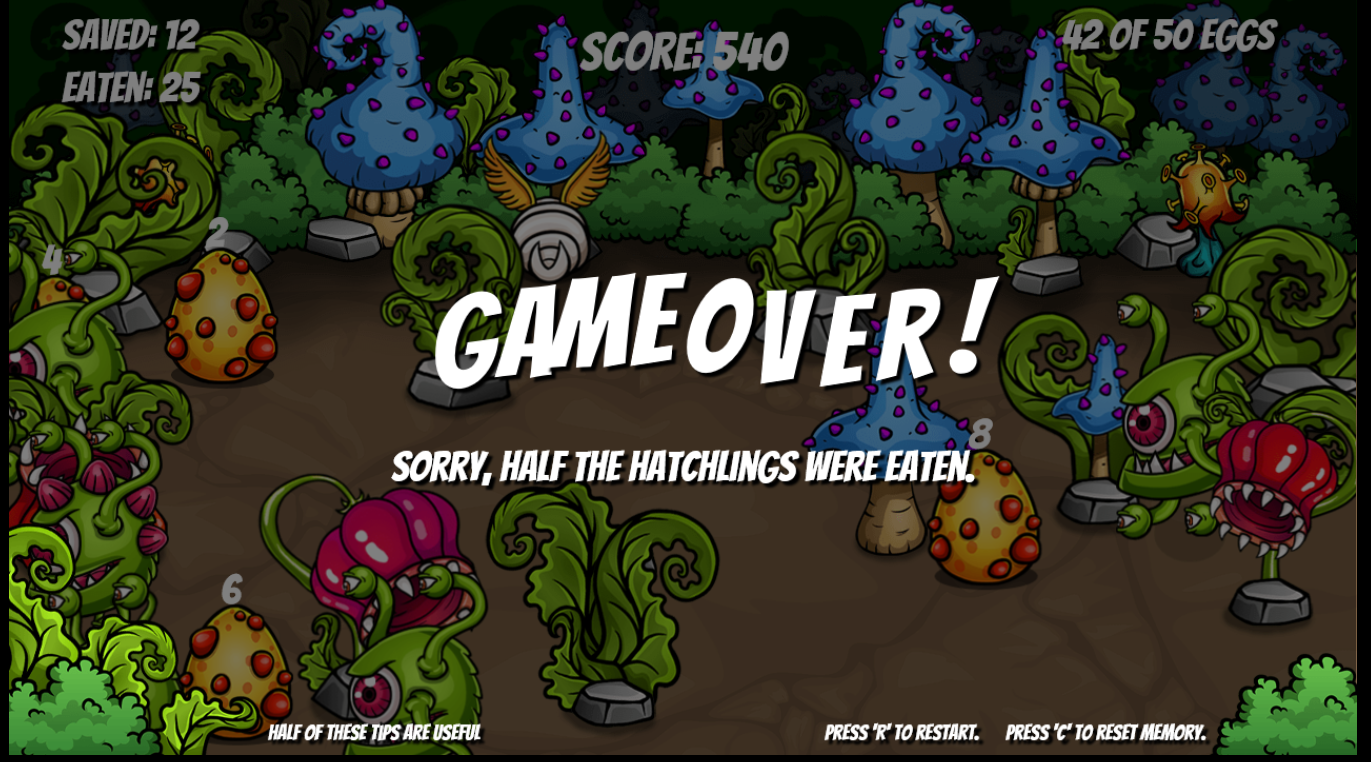 SAVED: 12
SCORE: 540
42 OF 50 EGGS
EATEN: 25
2
4
GAME OVER!
8
SORRY, HALF THE HATCHLINGS WERE EATEN.
6
HALF OF THESE TIPS ARE USEFUL
PRESS 'R' TO RESTART.
PRESS 'C' TO RESET MEMORY.